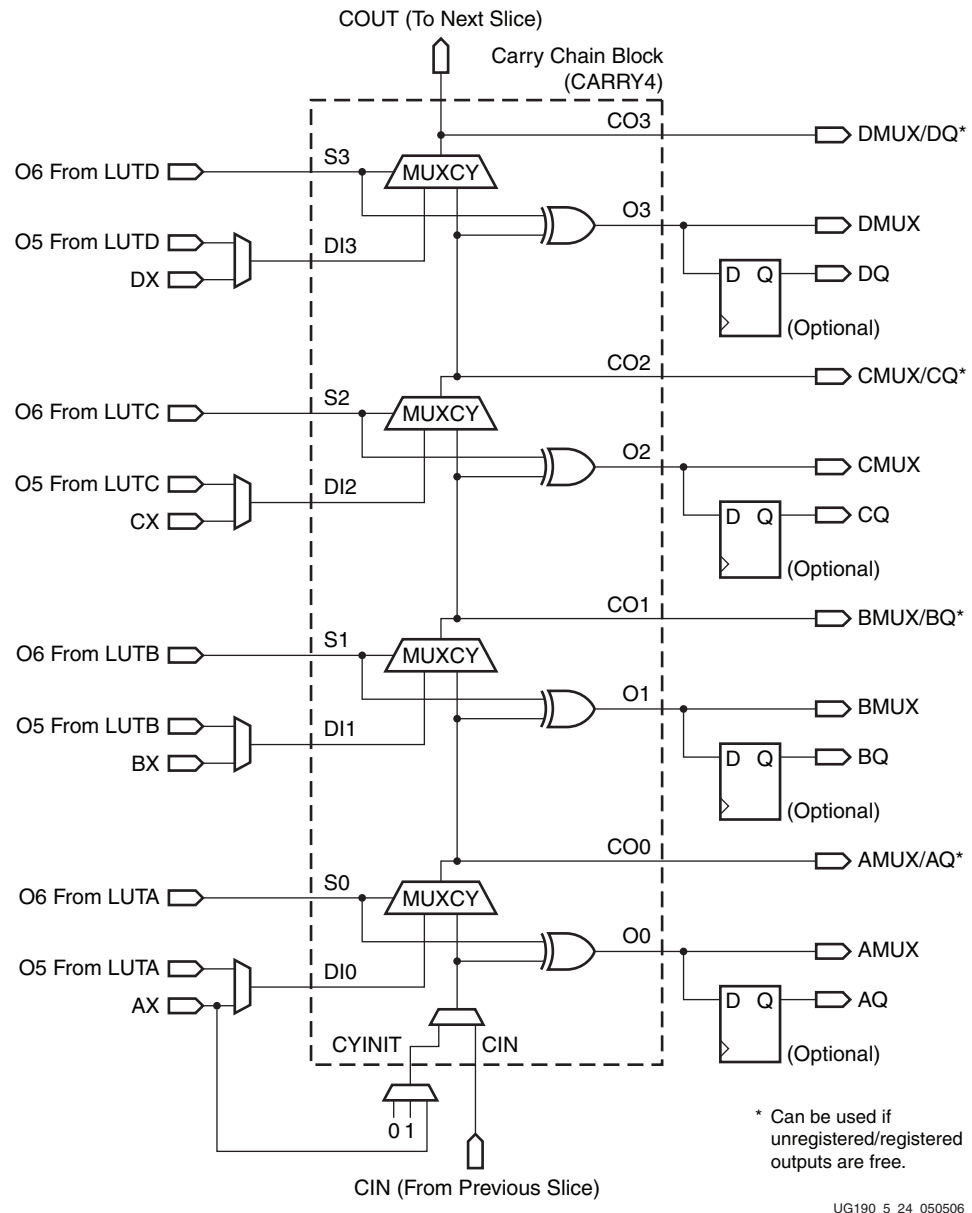 COUT (To Next Slice)
Carry Chain Block
(CARRY4)
CO3
DMUX/DQ*
S3
O6 From LUTD
MUXCY
O3
DMUX
O5 From LUTD
DI3
DX
D Q
DQ
(Optional)
CO2
CMUX/CQ*
S2
O6 From LUTC
MUXCY
O2
CMUX
O5 From LUTC
DI2
CX
D Q
CQ
(Optional)
CO1
BMUX/BQ*
S1
O6 From LUTB
MUXCY
O1
BMUX
O5 From LUTB
DI1
BX
D Q
BQ
(Optional)
CO0
AMUX/AQ*
S0
O6 From LUTA
MUXCY
O0
AMUX
O5 From LUTA
DI0
AX
D Q
AQ
(Optional)
CYINIT
CIN
0 1
* Can be used if
unregistered/registered
outputs are free.
CIN (From Previous Slice)
UG190_5_24_050506